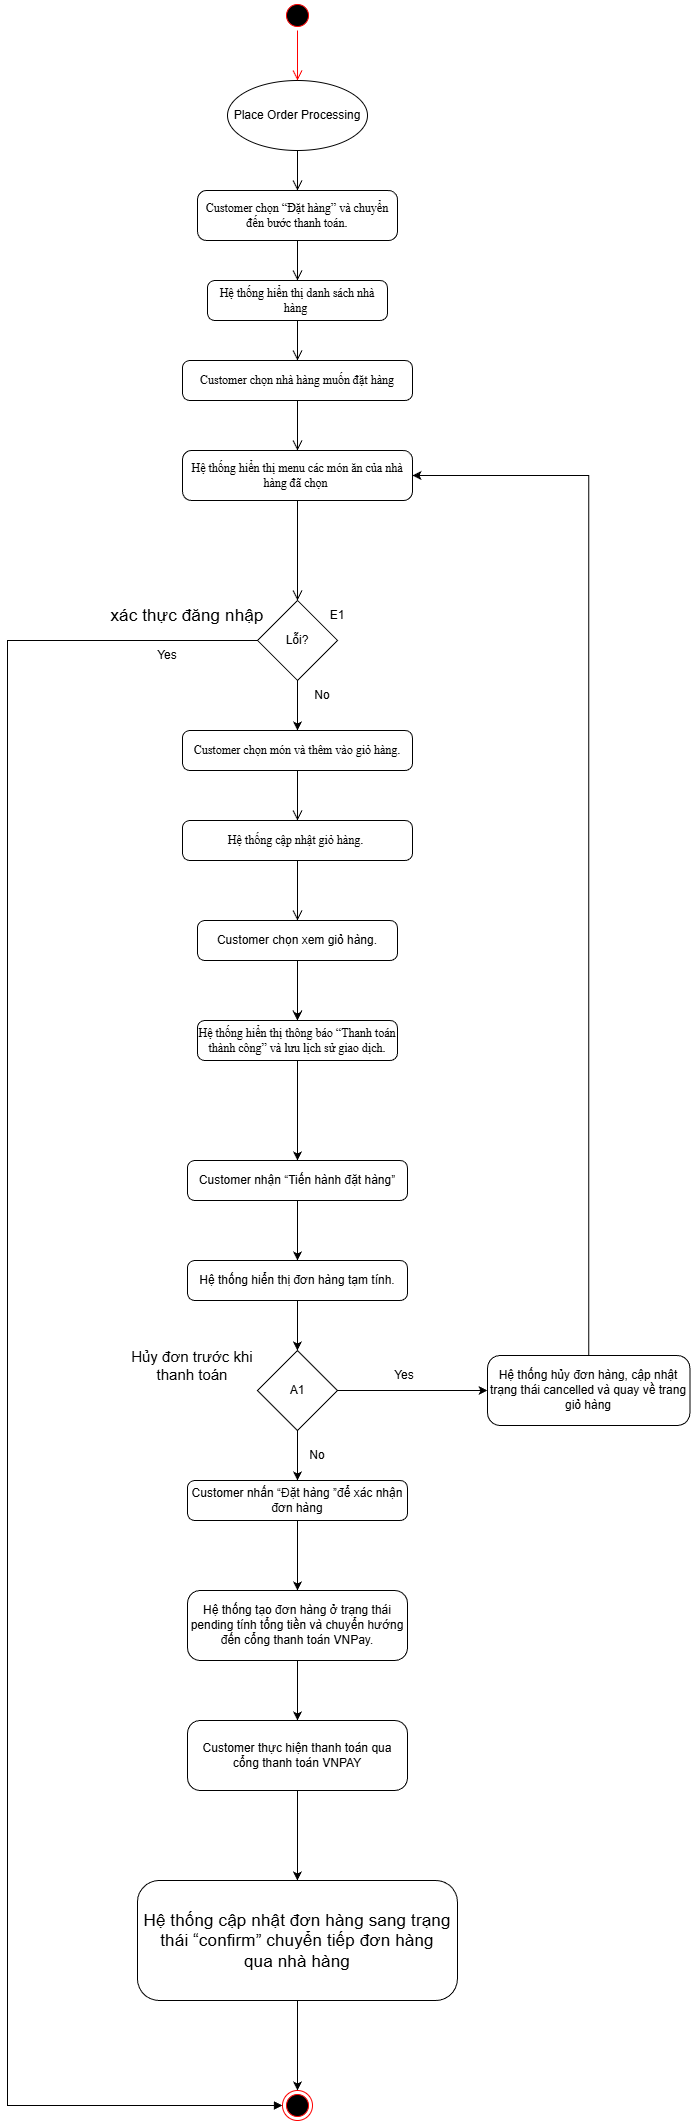 Place Order Processing
Customer chọn “Đặt hàng” và chuyển
đến bước thanh toán.
Hệ thống hiển thị danh sách nhà
hàng
Customer chọn nhà hàng muốn đặt hàng
Hệ thống hiển thị menu các món ăn của nhà
hàng đã chọn
xác thực đăng nhập
E1
Lỗi?
Yes
No
Customer chọn món và thêm vào giỏ hàng.
Hệ thống cập nhật giỏ hàng.
Customer chọn xem giỏ hàng.
Hệ thống hiển thị thông báo “Thanh toán
thành công” và lưu lịch sử giao dịch.
Customer nhận “Tiến hành đặt hàng”
Hệ thống hiển thị đơn hàng tạm tính.
Hủy đơn trước khi
thanh toán
A1
Yes
Hệ thống hủy đơn hàng, cập nhật
trạng thái cancelled và quay về trang
giỏ hàng
No
Customer nhấn “Đặt hàng ”để xác nhận
đơn hàng
Hệ thống tạo đơn hàng ở trạng thái
pending tính tổng tiền và chuyển hướng
đến cổng thanh toán VNPay.
Customer thực hiện thanh toán qua
cổng thanh toán VNPAY
Hệ thống cập nhật đơn hàng sang trạng
thái “confirm” chuyển tiếp đơn hàng
qua nhà hàng